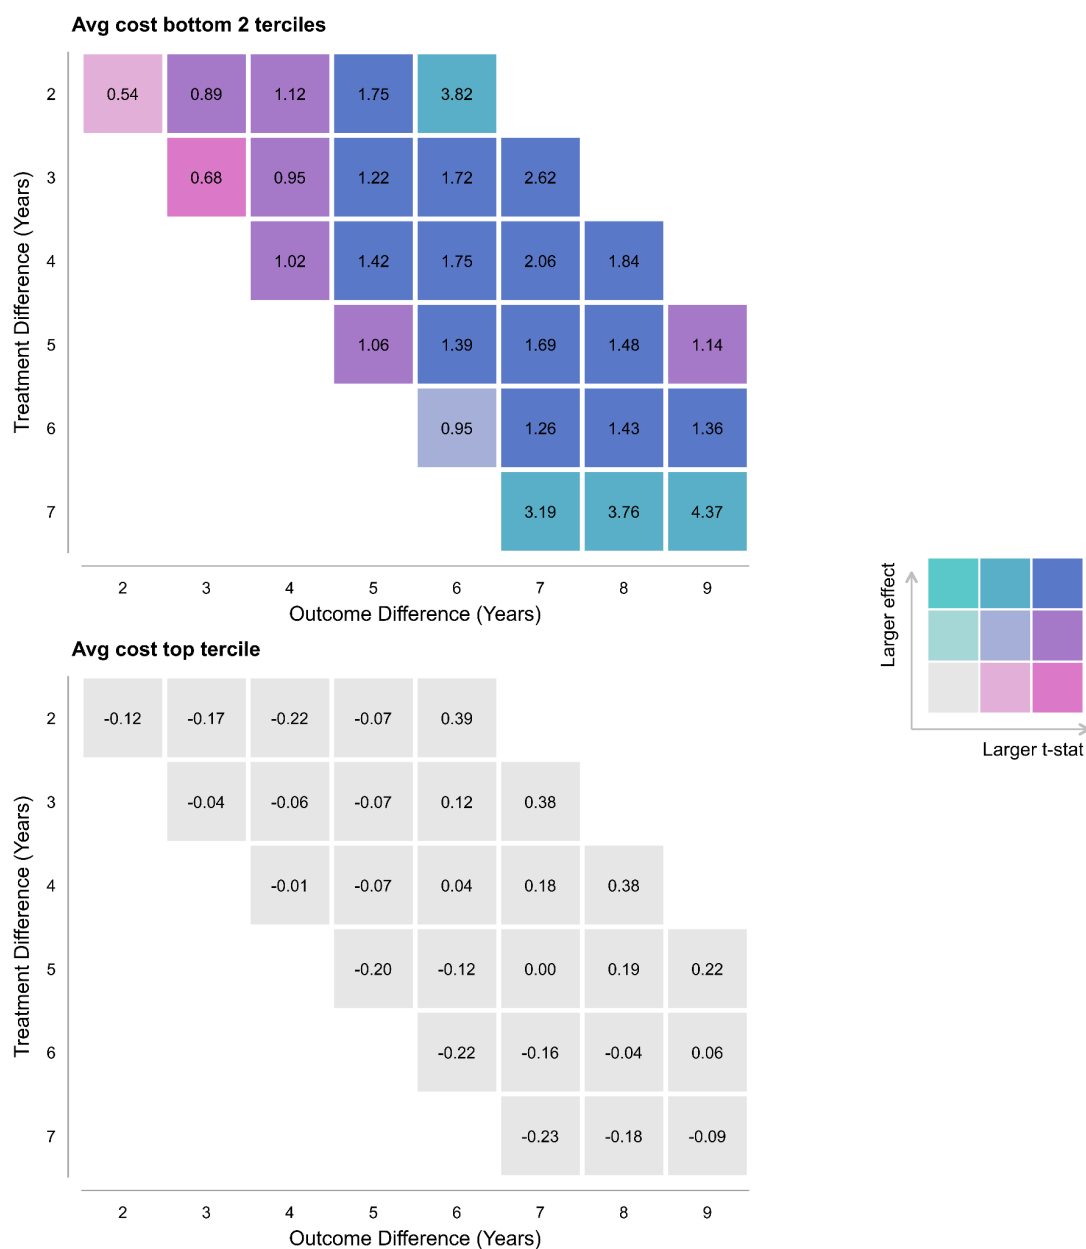 Avg cost bottom 2 terciles
Treatment Difference (Years)
2 0.54 0.89 1.12 1.75 3.82
3 0.68 0.95 1.22 1.72 2.62
4 1.02 1.42 1.75 2.06 1.84
5 1.06 1.39 1.69 1.48 1.14
6 0.95 1.26 1.43 1.36
7 3.19 3.76 4.37
2 3 4 5 6 7 8 9
Outcome Difference (Years)
Larger effect
Larger t-stat
Avg cost top tercile
Treatment Difference (Years)
2 -0.12 -0.17 -0.22 -0.07 0.39
3 -0.04 -0.06 -0.07 0.12 0.38
4 -0.01 -0.07 0.04 0.18 0.38
5 -0.20 -0.12 0.00 0.19 0.22
6 -0.22 -0.16 -0.04 0.06
7 -0.23 -0.18 -0.09
2 3 4 5 6 7 8 9
Outcome Difference (Years)